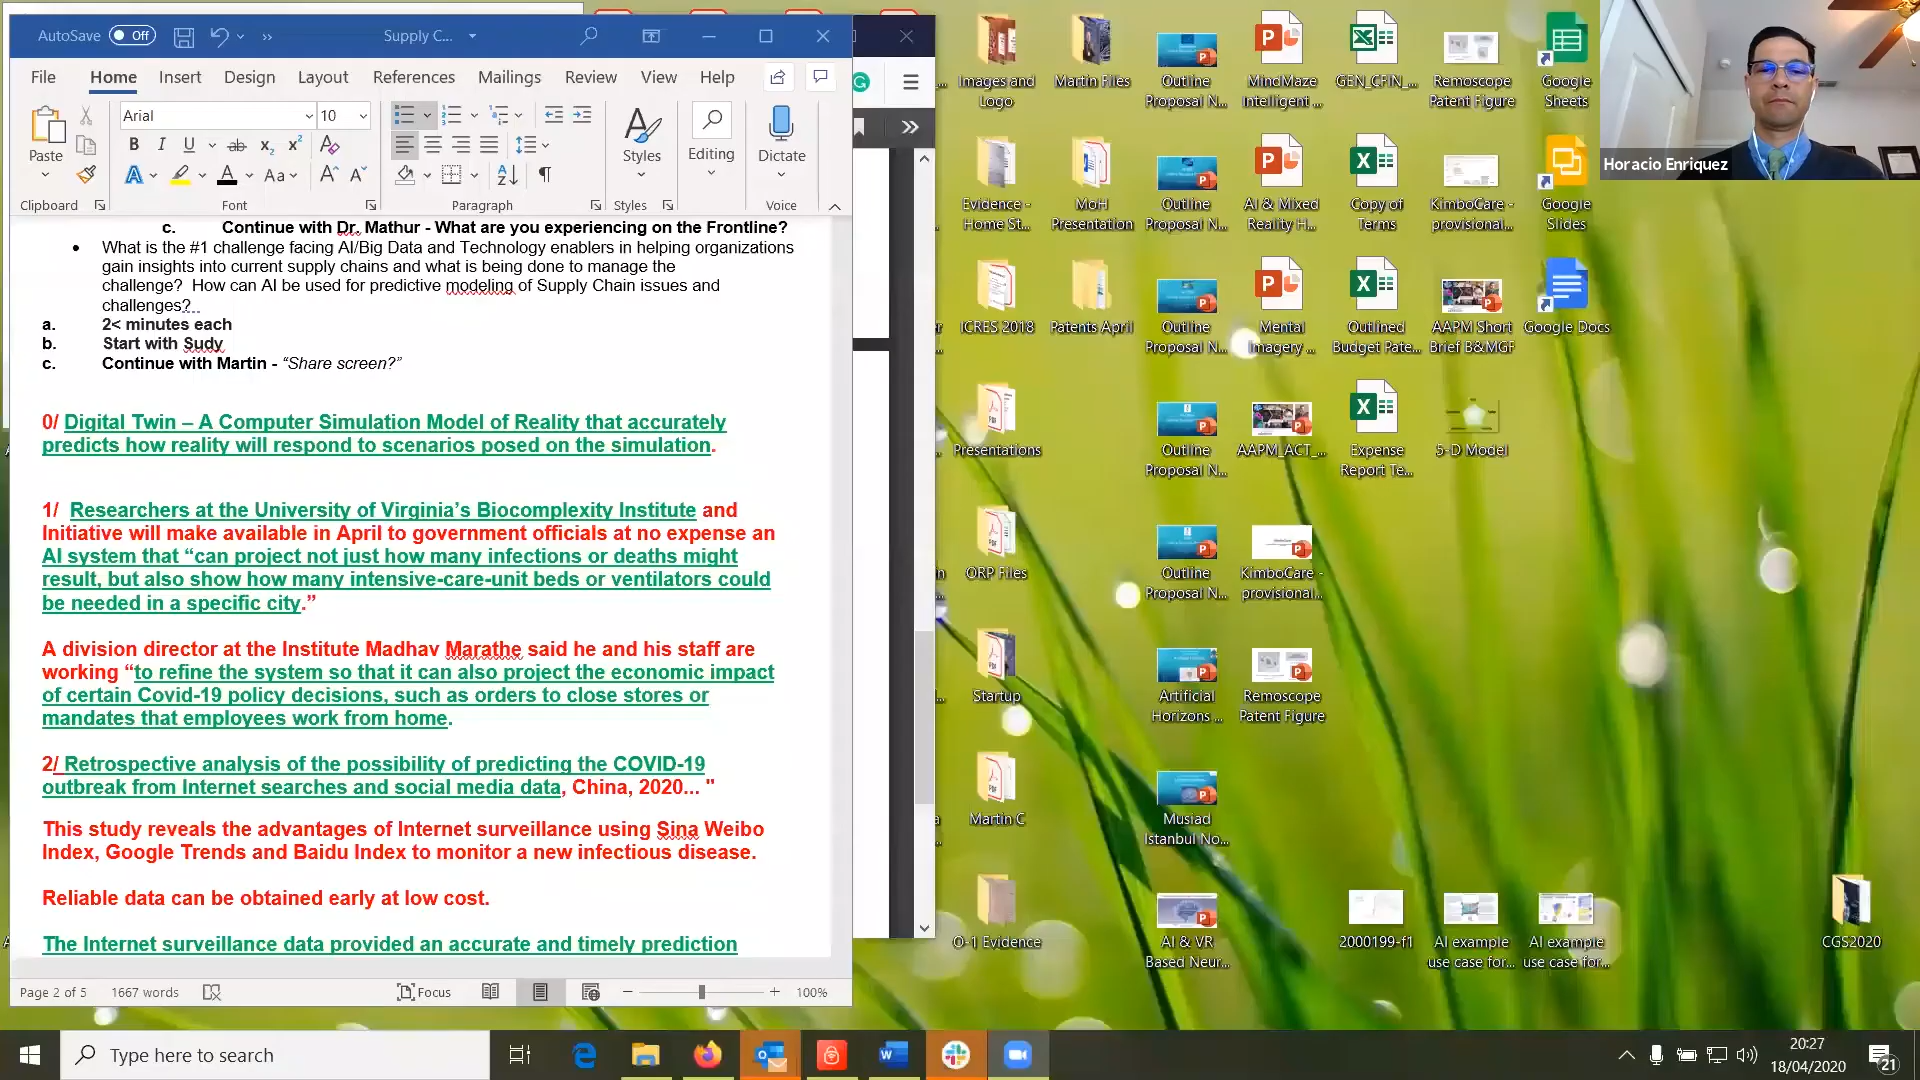 AutoSave Off Supply C...
File Home Insert Design Layout References Mailings Review View Help
Arial 10
Paste Styles Editing Dictate
Clipboard Font Paragraph Styles Voice
c. Continue with Dr. Mathur - What are you experiencing on the Frontline?
• What is the #1 challenge facing AI/Big Data and Technology enablers in helping organizations
gain insights into current supply chains and what is being done to manage the
challenge? How can AI be used for predictive modeling of Supply Chain issues and
challenges?
a. 2< minutes each
b. Start with Sudy
c. Continue with Martin - “Share screen?”
0/ Digital Twin – A Computer Simulation Model of Reality that accurately
predicts how reality will respond to scenarios posed on the simulation.
1/ Researchers at the University of Virginia’s Biocomplexity Institute and
Initiative will make available in April to government officials at no expense an
AI system that “can project not just how many infections or deaths might
result, but also show how many intensive-care-unit beds or ventilators could
be needed in a specific city.”
A division director at the Institute Madhav Marathe said he and his staff are
working “to refine the system so that it can also project the economic impact
of certain Covid-19 policy decisions, such as orders to close stores or
mandates that employees work from home.
2/ Retrospective analysis of the possibility of predicting the COVID-19
outbreak from Internet searches and social media data, China, 2020... "
This study reveals the advantages of Internet surveillance using Sina Weibo
Index, Google Trends and Baidu Index to monitor a new infectious disease.
Reliable data can be obtained early at low cost.
The Internet surveillance data provided an accurate and timely prediction
Page 2 of 5 1667 words Focus 100%
Images and
Logo
Martin Files
Outline
Proposal N...
MindMaze
Intelligent ...
GEN_CFIN_...
Remoscope
Patent Figure
Google
Sheets
Horacio Enriquez
Evidence -
Home St...
MoH
Presentation
Outline
Proposal N...
AI & Mixed
Reality H...
Copy of
Terms
KimboCare -
provisional...
Google
Slides
ICRES 2018
Patents April
Outline
Proposal N...
Mental
Imagery ...
Outlined
Budget Pate...
AAPM Short
Brief B&MGF
Google Docs
Presentations
Outline
Proposal N...
AAPM_ACT_...
Expense
Report Te...
5-D Model
ORP Files
Outline
Proposal N...
KimboCare -
provisional...
Startup
Artificial
Horizons ...
Remoscope
Patent Figure
Martin C
Musiad
Istanbul No...
O-1 Evidence
AI & VR
Based Neur...
2000199-f1
AI example
use case for...
AI example
use case for...
CGS2020
Type here to search
20:27
18/04/2020
21